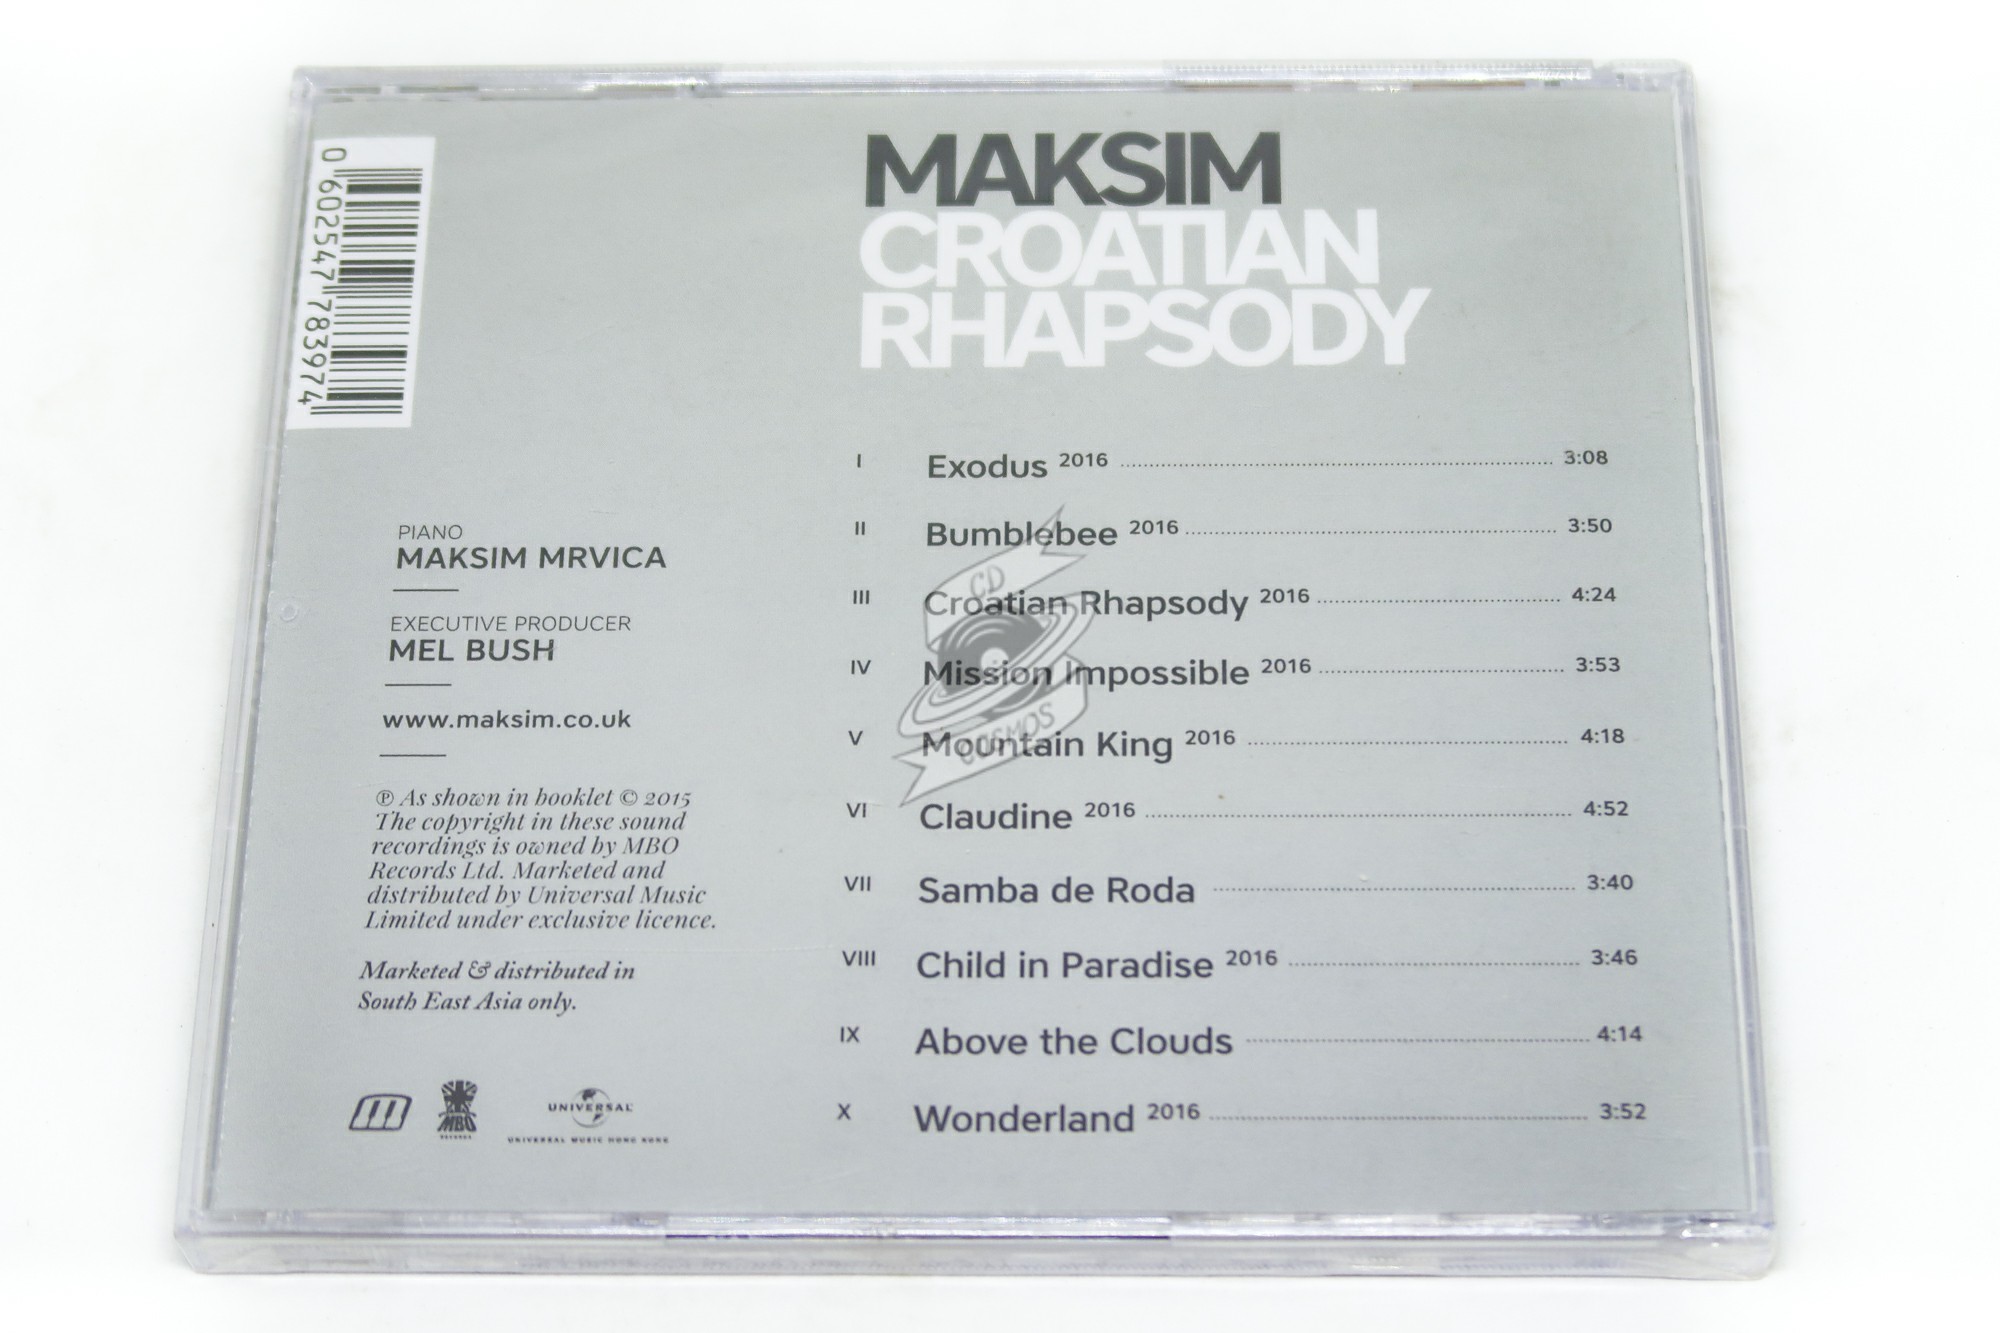 MAKSIM
CROATIAN
RHAPSODY
0 602547 783974
I Exodus 2016 3:08
II Bumblebee 2016 3:50
III Croatian Rhapsody 2016 4:24
IV Mission Impossible 2016 3:53
V Mountain King 2016 4:18
VI Claudine 2016 4:52
VII Samba de Roda 3:40
VIII Child in Paradise 2016 3:46
IX Above the Clouds 4:14
X Wonderland 2016 3:52
PIANO
MAKSIM MRVICA
EXECUTIVE PRODUCER
MEL BUSH
www.maksim.co.uk
℗ As shown in booklet © 2015
The copyright in these sound
recordings is owned by MBO
Records Ltd. Marketed and
distributed by Universal Music
Limited under exclusive licence.
Marketed & distributed in
South East Asia only.
m
MBO
RECORDS
UNIVERSAL
UNIVERSAL MUSIC HONG KONG
CD
COSMOS